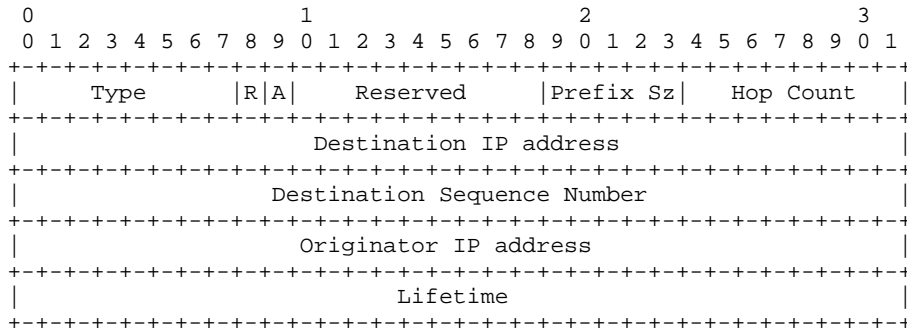 0                   1                   2                   3
 0 1 2 3 4 5 6 7 8 9 0 1 2 3 4 5 6 7 8 9 0 1 2 3 4 5 6 7 8 9 0 1
+-+-+-+-+-+-+-+-+-+-+-+-+-+-+-+-+-+-+-+-+-+-+-+-+-+-+-+-+-+-+-+-+
|     Type      |R|A|    Reserved     |Prefix Sz|   Hop Count   |
+-+-+-+-+-+-+-+-+-+-+-+-+-+-+-+-+-+-+-+-+-+-+-+-+-+-+-+-+-+-+-+-+
|                     Destination IP address                    |
+-+-+-+-+-+-+-+-+-+-+-+-+-+-+-+-+-+-+-+-+-+-+-+-+-+-+-+-+-+-+-+-+
|                  Destination Sequence Number                  |
+-+-+-+-+-+-+-+-+-+-+-+-+-+-+-+-+-+-+-+-+-+-+-+-+-+-+-+-+-+-+-+-+
|                    Originator IP address                      |
+-+-+-+-+-+-+-+-+-+-+-+-+-+-+-+-+-+-+-+-+-+-+-+-+-+-+-+-+-+-+-+-+
|                           Lifetime                            |
+-+-+-+-+-+-+-+-+-+-+-+-+-+-+-+-+-+-+-+-+-+-+-+-+-+-+-+-+-+-+-+-+